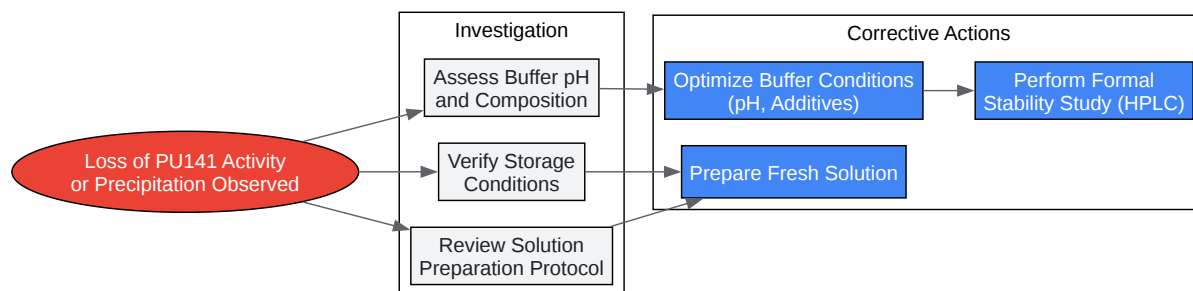 Investigation
Corrective Actions
Assess Buffer pH
and Composition
Optimize Buffer Conditions
(pH, Additives)
Perform Formal
Stability Study (HPLC)
Loss of PU141 Activity
or Precipitation Observed
Verify Storage
Conditions
Prepare Fresh Solution
Review Solution
Preparation Protocol